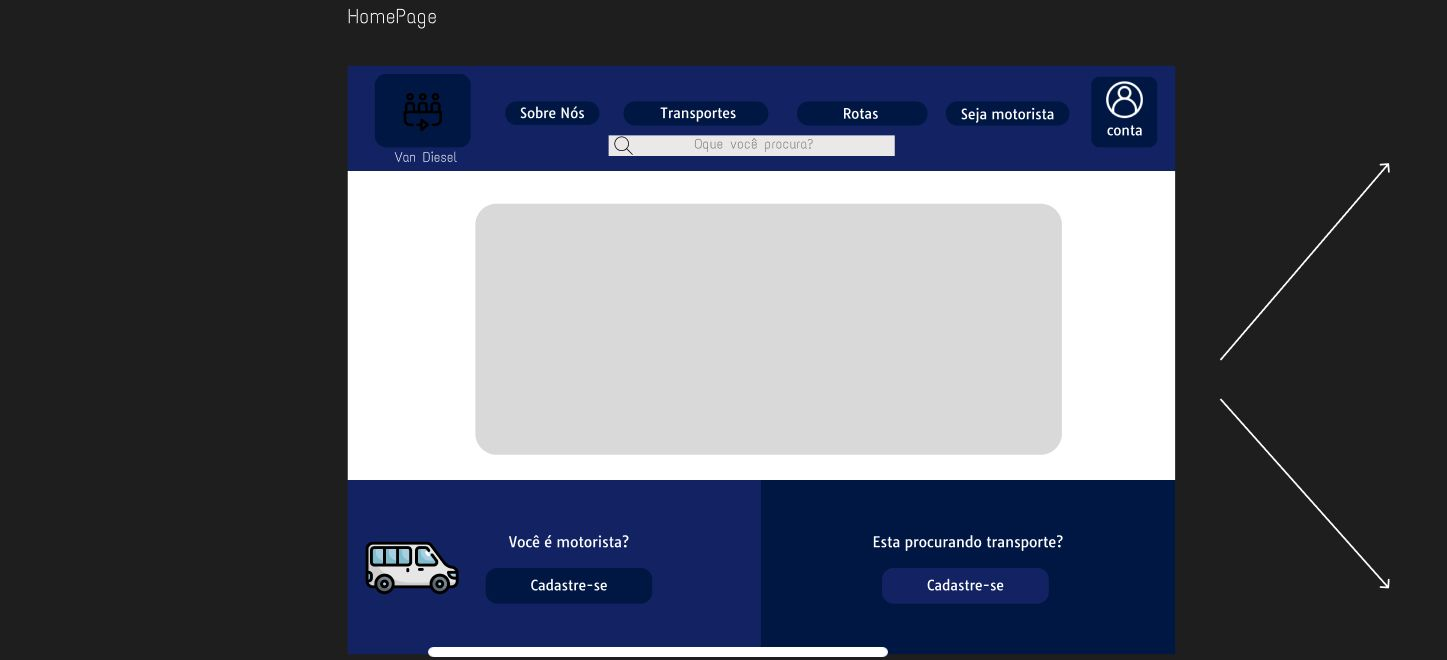 HomePage
Sobre Nós
Transportes
Rotas
Seja motorista
conta
Oque você procura?
Van Diesel
Você é motorista?
Esta procurando transporte?
Cadastre-se
Cadastre-se